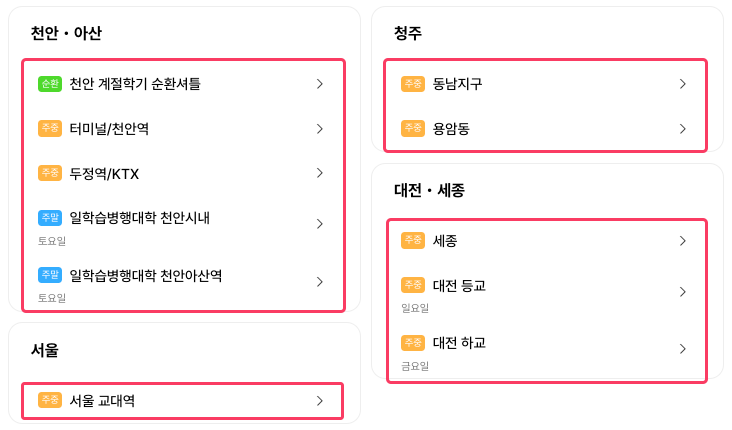 천안・아산
순환 천안 계절학기 순환셔틀
주중 터미널/천안역
주중 두정역/KTX
주말 일학습병행대학 천안시내
토요일
주말 일학습병행대학 천안아산역
토요일
서울
주중 서울 교대역
청주
주중 동남지구
주중 용암동
대전・세종
주중 세종
주중 대전 등교
일요일
주중 대전 하교
금요일